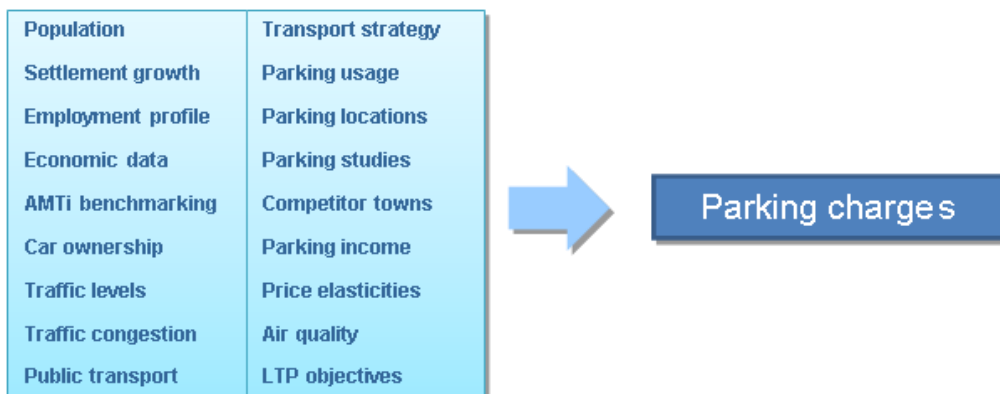 Population
Settlement growth
Employment profile
Economic data
AMTi benchmarking
Car ownership
Traffic levels
Traffic congestion
Public transport
Transport strategy
Parking usage
Parking locations
Parking studies
Competitor towns
Parking income
Price elasticities
Air quality
LTP objectives
Parking charges